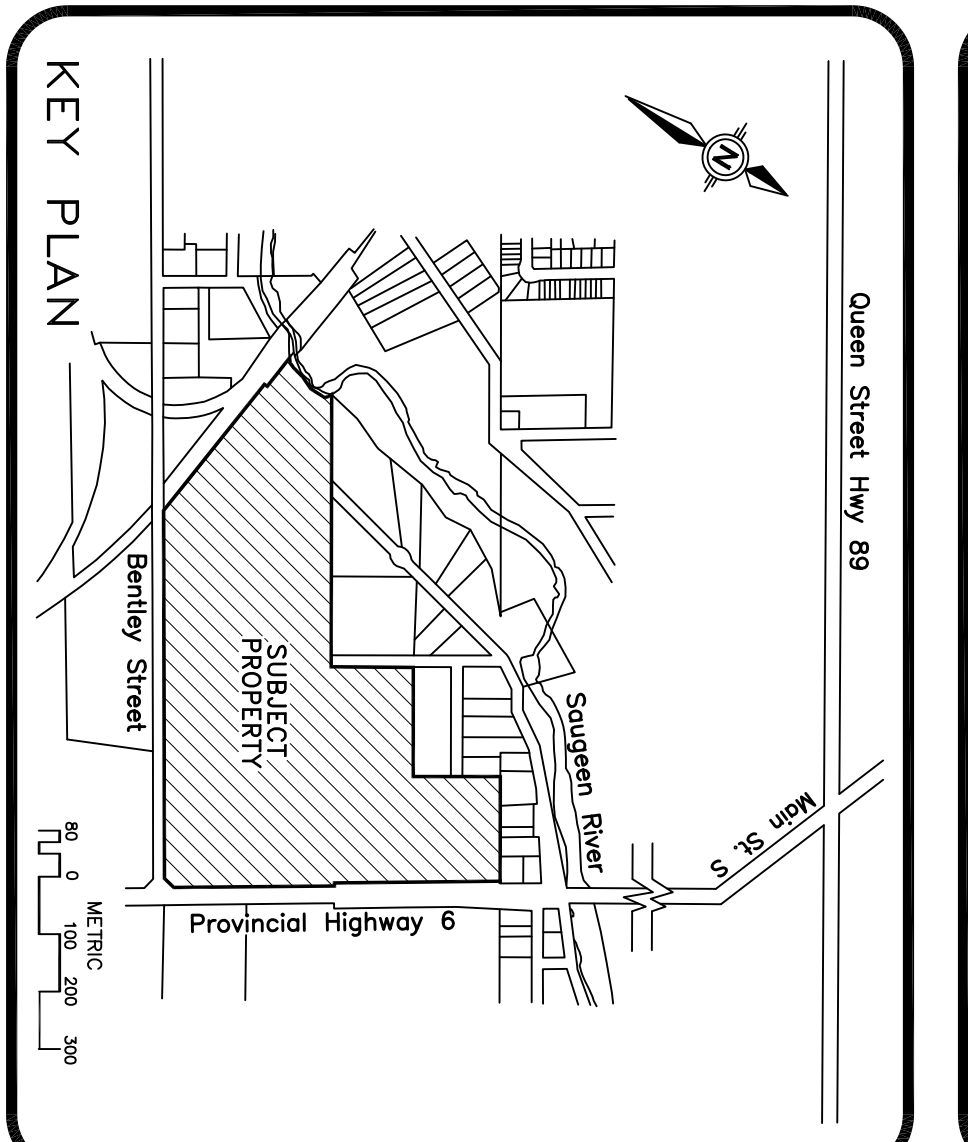 KEY PLAN
N
Queen Street Hwy 89
Main St. S
Saugeen River
SUBJECT
PROPERTY
Bentley Street
Provincial Highway 6
METRIC
80 0 100 200 300